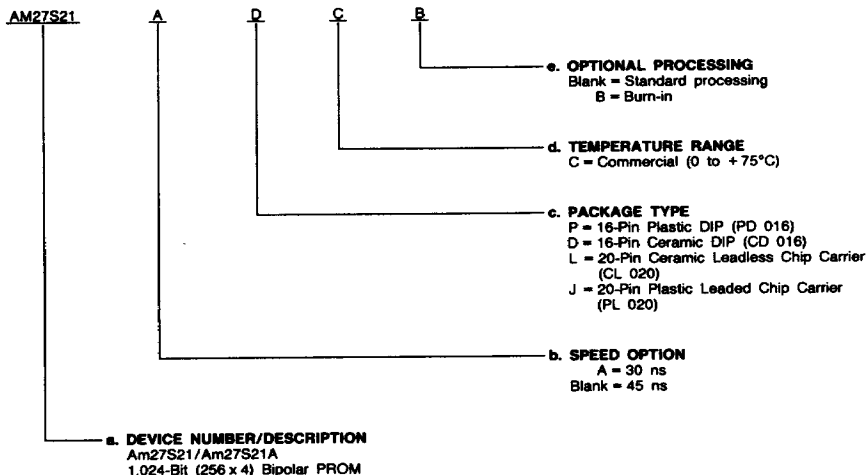 AM27S21 A D C B
e. OPTIONAL PROCESSING
Blank = Standard processing
B = Burn-in
d. TEMPERATURE RANGE
C = Commercial (0 to +75°C)
c. PACKAGE TYPE
P = 16-Pin Plastic DIP (PD 016)
D = 16-Pin Ceramic DIP (CD 016)
L = 20-Pin Ceramic Leadless Chip Carrier
(CL 020)
J = 20-Pin Plastic Leaded Chip Carrier
(PL 020)
b. SPEED OPTION
A = 30 ns
Blank = 45 ns
a. DEVICE NUMBER/DESCRIPTION
Am27S21/Am27S21A
1,024-Bit (256 x 4) Bipolar PROM